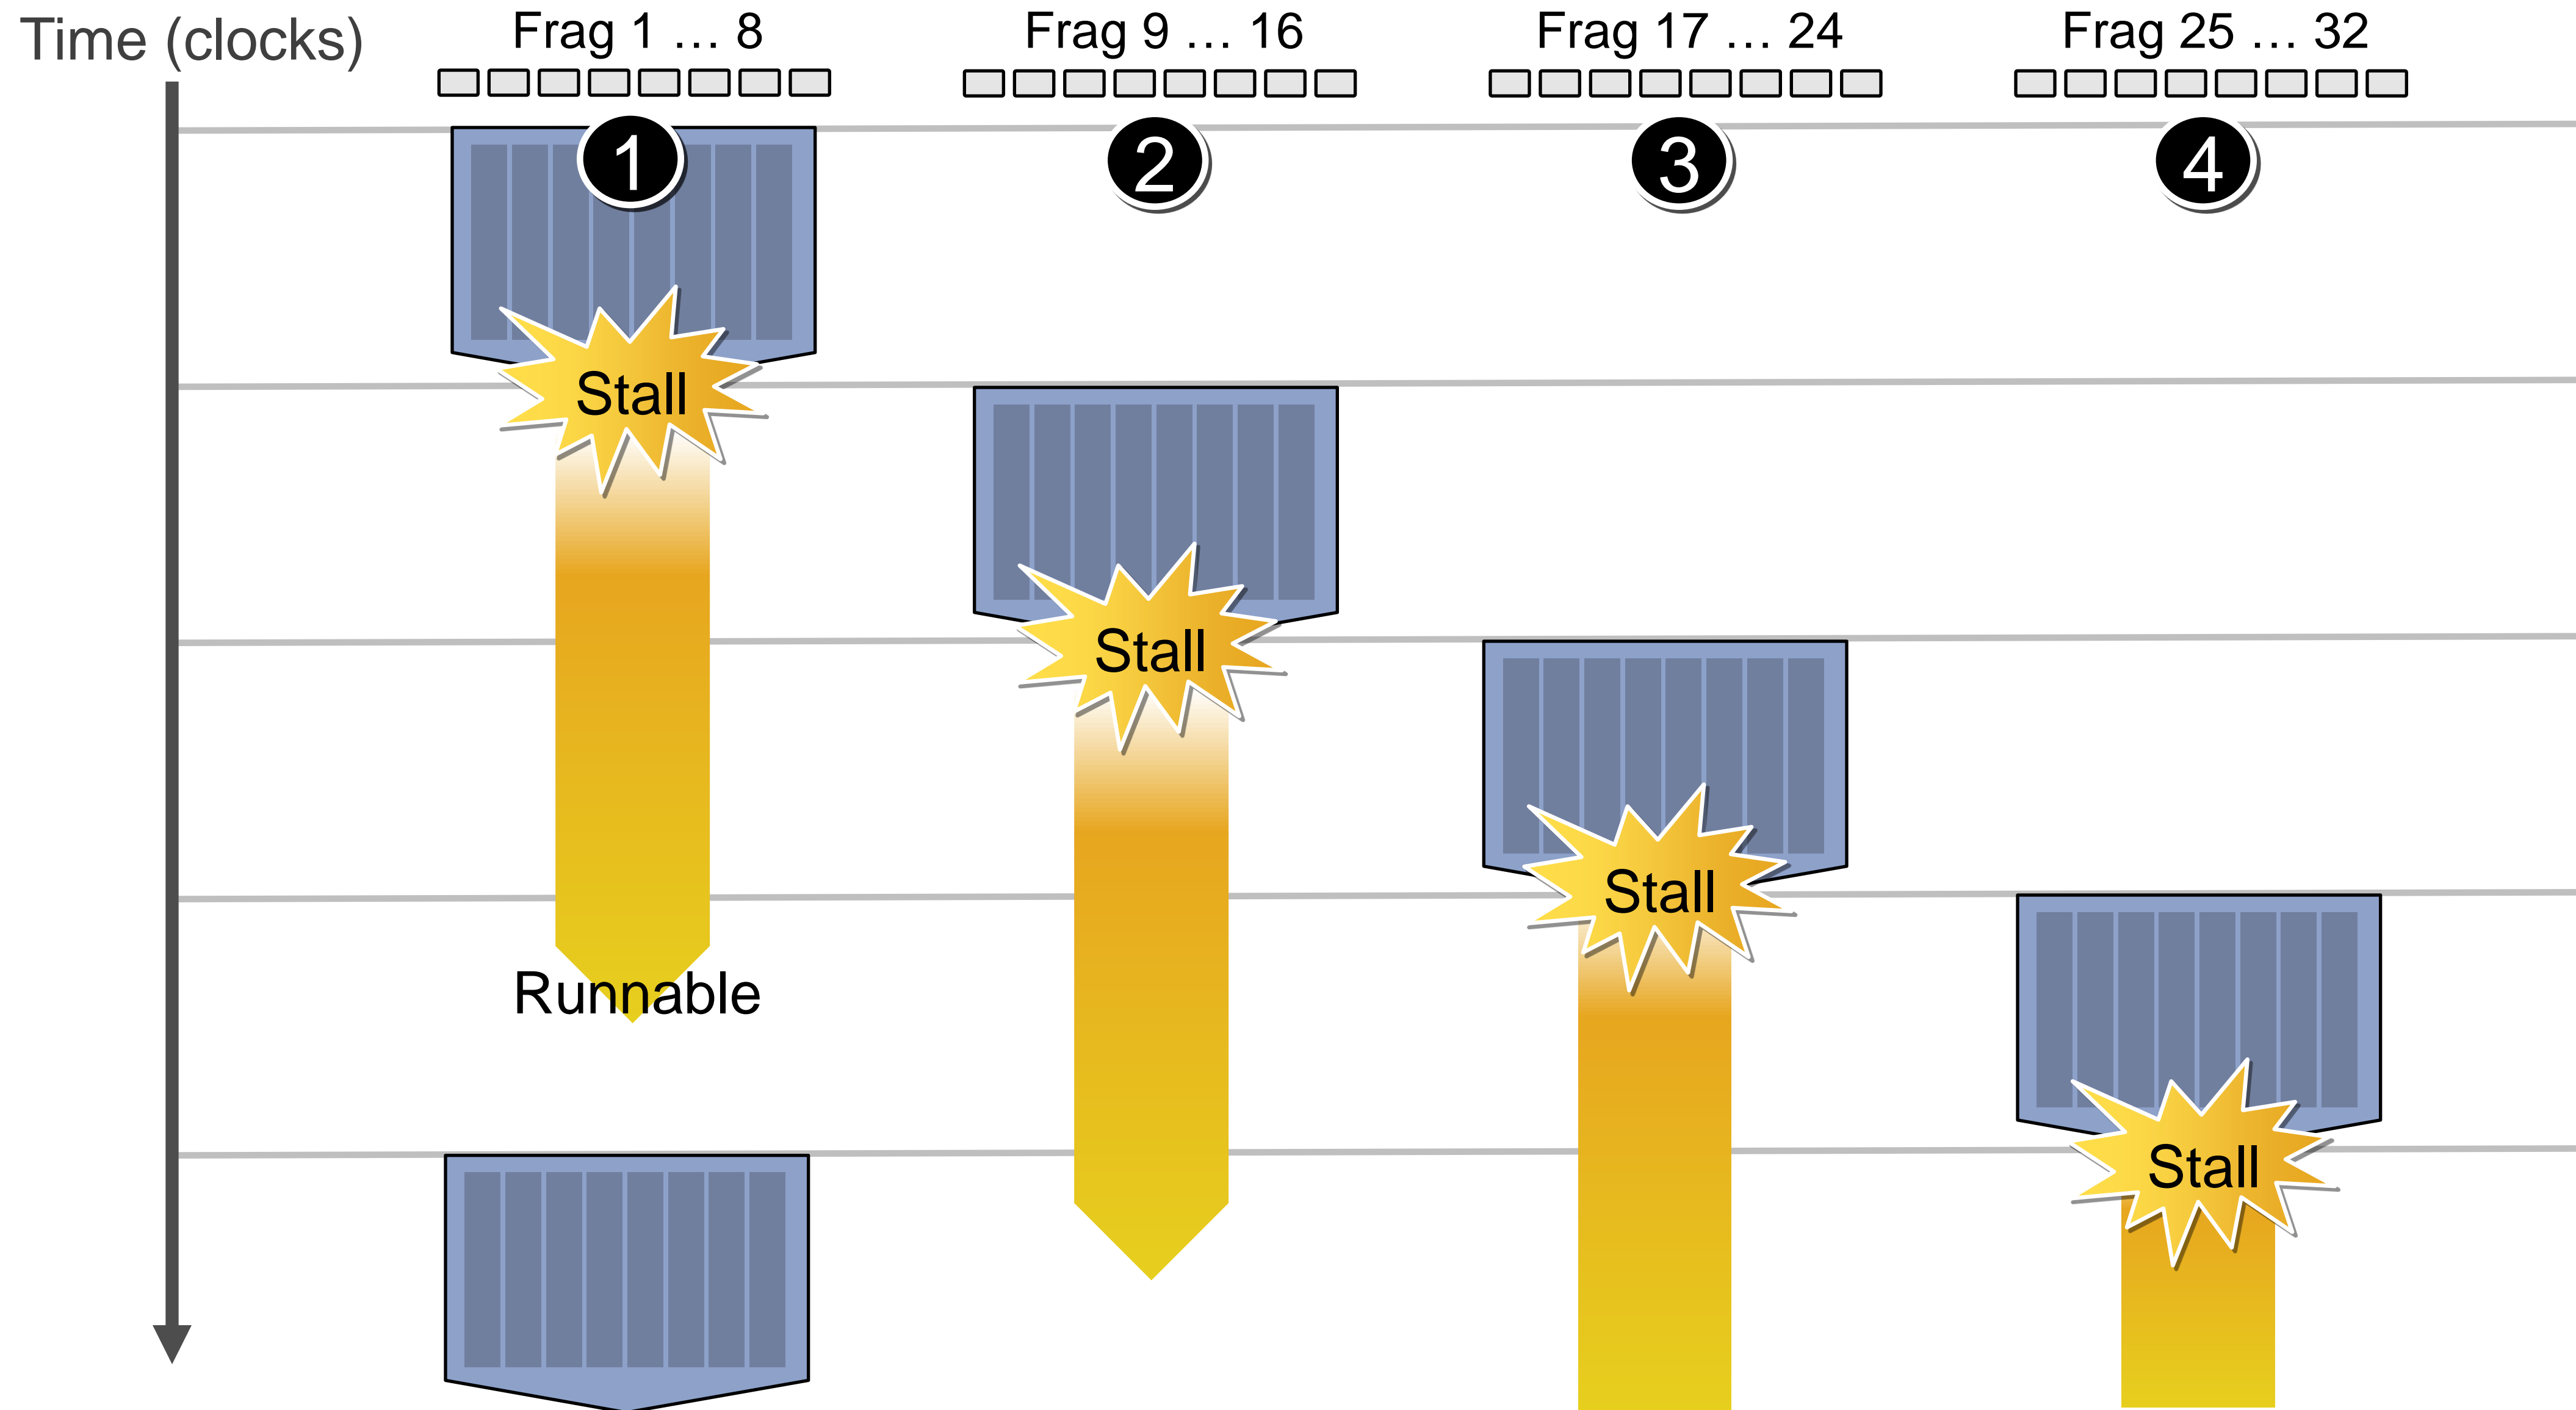 Time (clocks)
Frag 1 … 8
Frag 9 … 16
Frag 17 … 24
Frag 25 … 32
1
2
3
4
Stall
Stall
Stall
Runnable
Stall